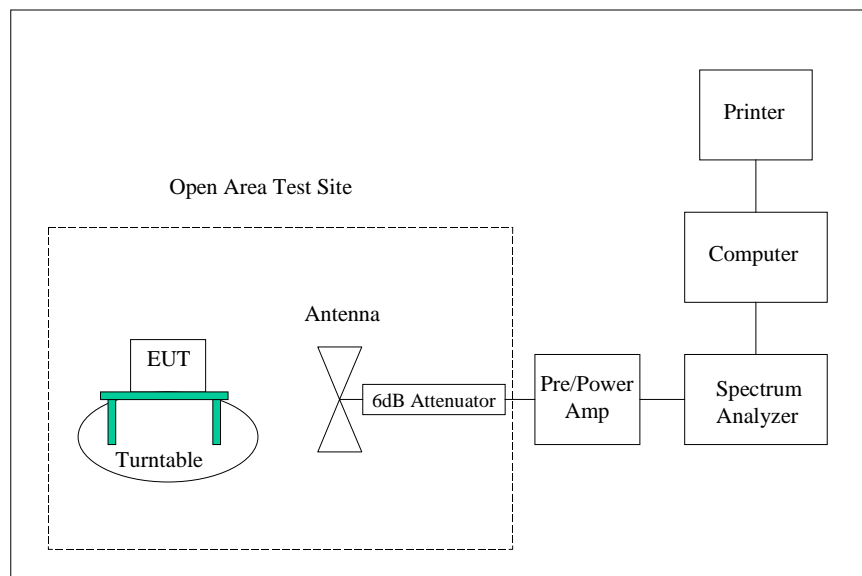 Printer
Open Area Test Site
Computer
Antenna
EUT
6dB Attenuator
Pre/Power
Amp
Spectrum
Analyzer
Turntable